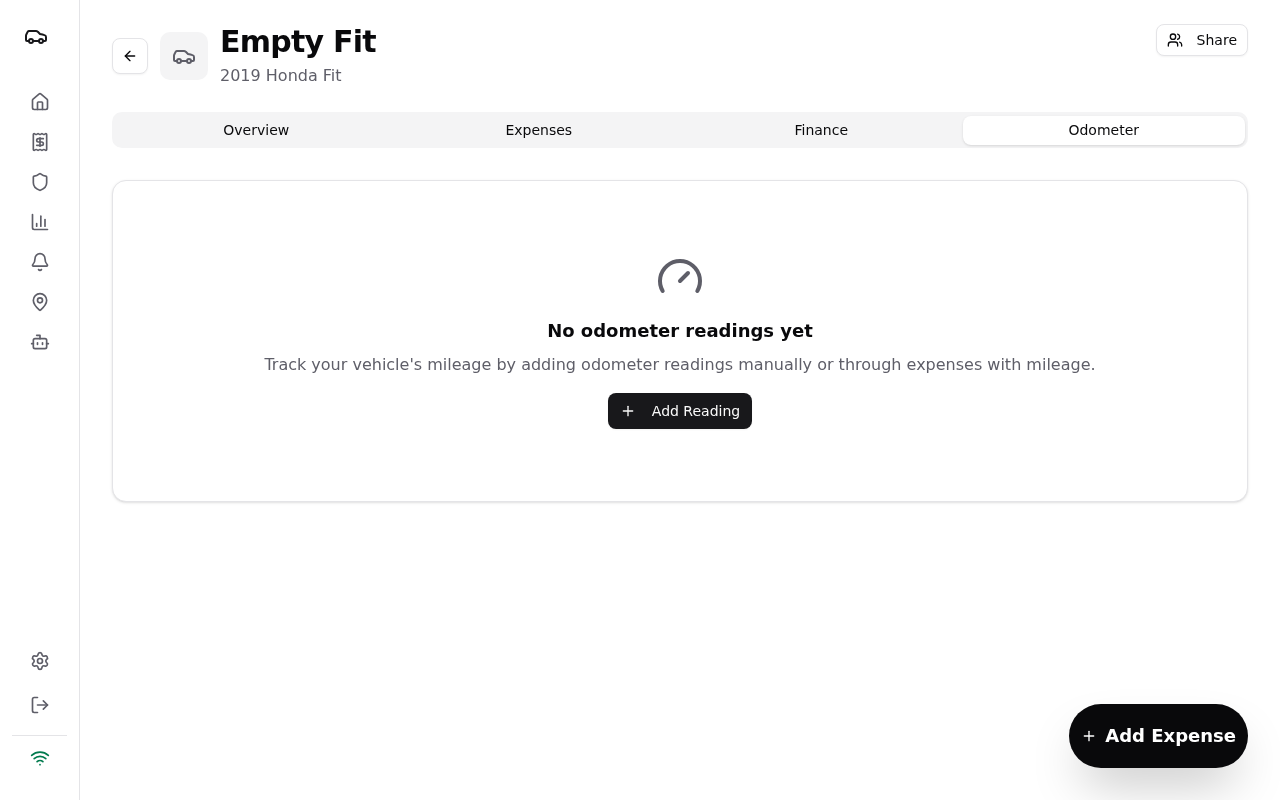 Empty Fit
2019 Honda Fit
Share
Overview
Expenses
Finance
Odometer
No odometer readings yet
Track your vehicle's mileage by adding odometer readings manually or through expenses with mileage.
Add Reading
Add Expense